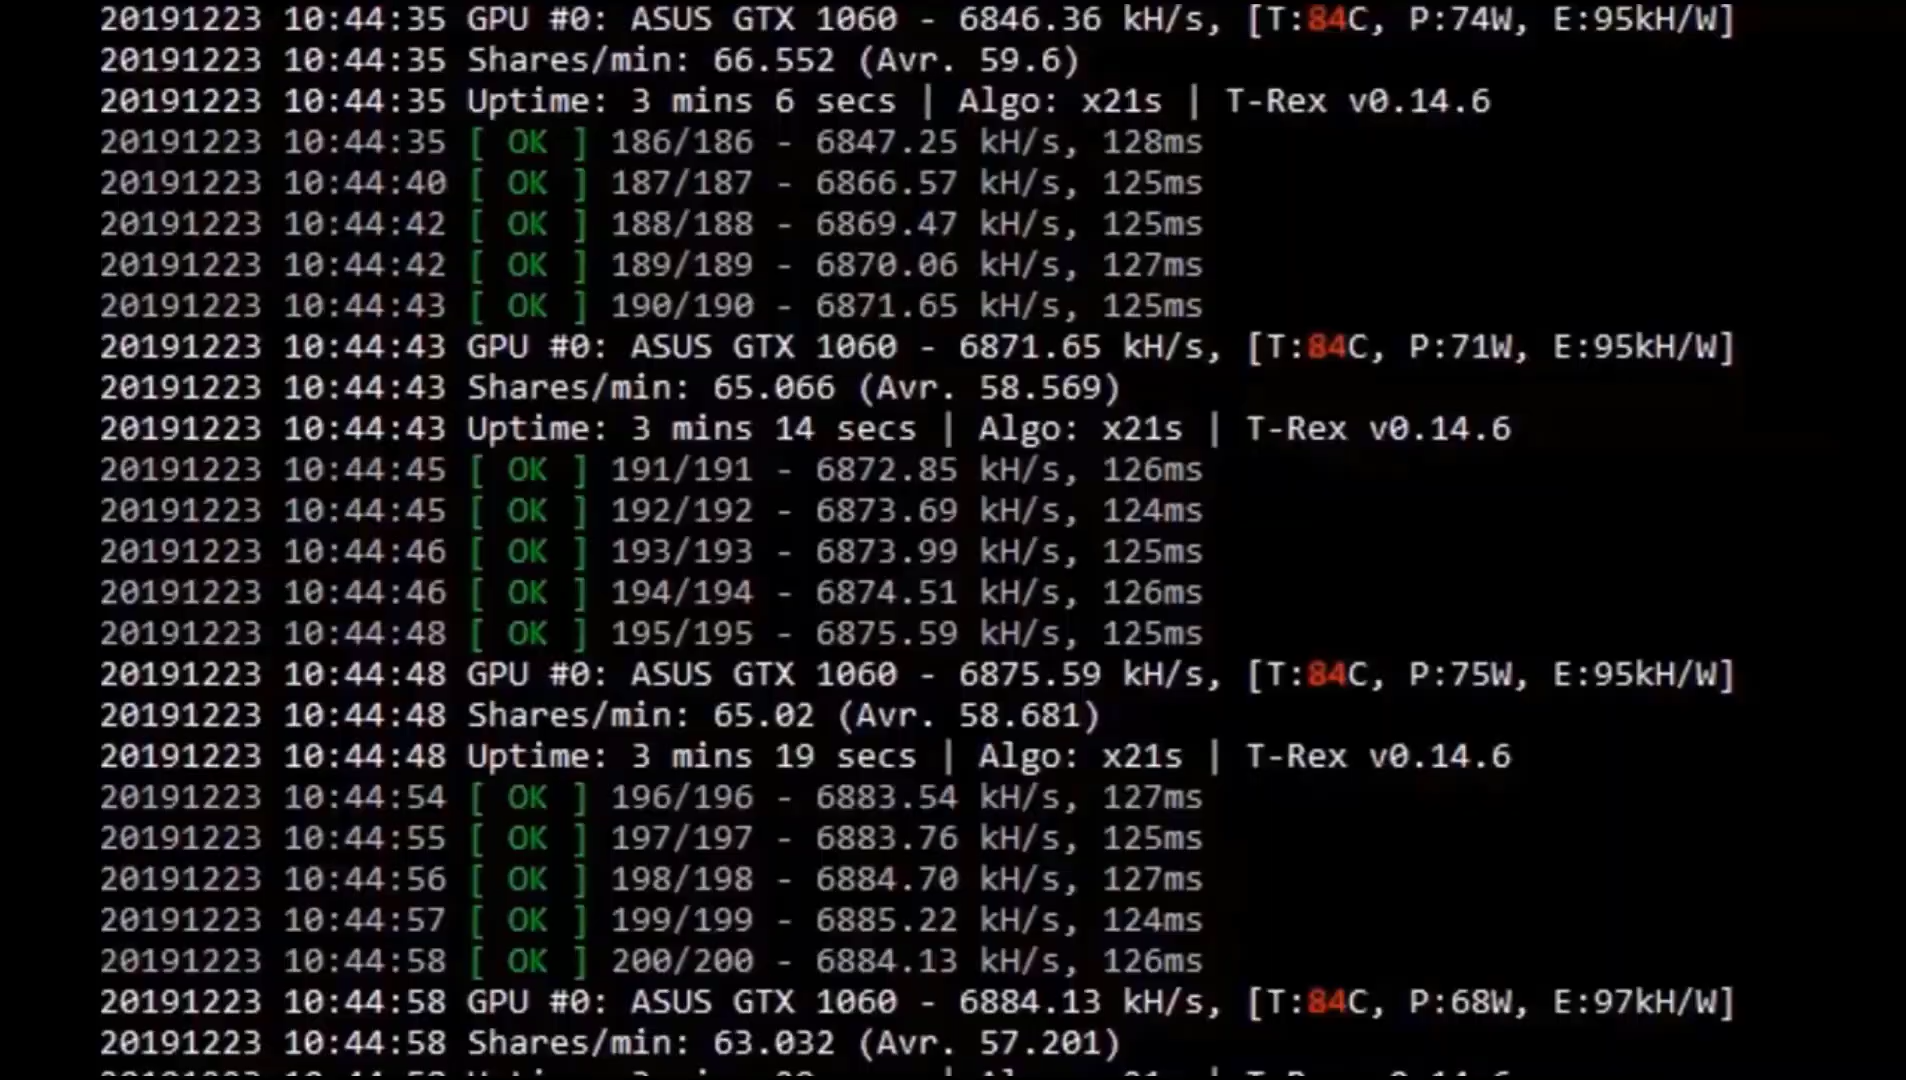 20191223 10:44:35 GPU #0: ASUS GTX 1060 - 6846.36 kH/s, [T:84C, P:74W, E:95kH/W]
20191223 10:44:35 Shares/min: 66.552 (Avr. 59.6)
20191223 10:44:35 Uptime: 3 mins 6 secs | Algo: x21s | T-Rex v0.14.6
20191223 10:44:35 [ OK ] 186/186 - 6847.25 kH/s, 128ms
20191223 10:44:40 [ OK ] 187/187 - 6866.57 kH/s, 125ms
20191223 10:44:42 [ OK ] 188/188 - 6869.47 kH/s, 125ms
20191223 10:44:42 [ OK ] 189/189 - 6870.06 kH/s, 127ms
20191223 10:44:43 [ OK ] 190/190 - 6871.65 kH/s, 125ms
20191223 10:44:43 GPU #0: ASUS GTX 1060 - 6871.65 kH/s, [T:84C, P:71W, E:95kH/W]
20191223 10:44:43 Shares/min: 65.066 (Avr. 58.569)
20191223 10:44:43 Uptime: 3 mins 14 secs | Algo: x21s | T-Rex v0.14.6
20191223 10:44:45 [ OK ] 191/191 - 6872.85 kH/s, 126ms
20191223 10:44:45 [ OK ] 192/192 - 6873.69 kH/s, 124ms
20191223 10:44:46 [ OK ] 193/193 - 6873.99 kH/s, 125ms
20191223 10:44:46 [ OK ] 194/194 - 6874.51 kH/s, 126ms
20191223 10:44:48 [ OK ] 195/195 - 6875.59 kH/s, 125ms
20191223 10:44:48 GPU #0: ASUS GTX 1060 - 6875.59 kH/s, [T:84C, P:75W, E:95kH/W]
20191223 10:44:48 Shares/min: 65.02 (Avr. 58.681)
20191223 10:44:48 Uptime: 3 mins 19 secs | Algo: x21s | T-Rex v0.14.6
20191223 10:44:54 [ OK ] 196/196 - 6883.54 kH/s, 127ms
20191223 10:44:55 [ OK ] 197/197 - 6883.76 kH/s, 125ms
20191223 10:44:56 [ OK ] 198/198 - 6884.70 kH/s, 127ms
20191223 10:44:57 [ OK ] 199/199 - 6885.22 kH/s, 124ms
20191223 10:44:58 [ OK ] 200/200 - 6884.13 kH/s, 126ms
20191223 10:44:58 GPU #0: ASUS GTX 1060 - 6884.13 kH/s, [T:84C, P:68W, E:97kH/W]
20191223 10:44:58 Shares/min: 63.032 (Avr. 57.201)